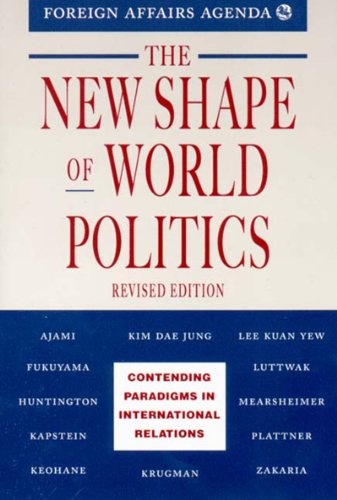 FOREIGN AFFAIRS AGENDA
THE
NEW SHAPE
OF WORLD
POLITICS
REVISED EDITION
AJAMI
KIM DAE JUNG
LEE KUAN YEW
FUKUYAMA
LUTTWAK
HUNTINGTON
CONTENDING
PARADIGMS IN
INTERNATIONAL
RELATIONS
MEARSHEIMER
KAPSTEIN
PLATTNER
KEOHANE
KRUGMAN
ZAKARIA